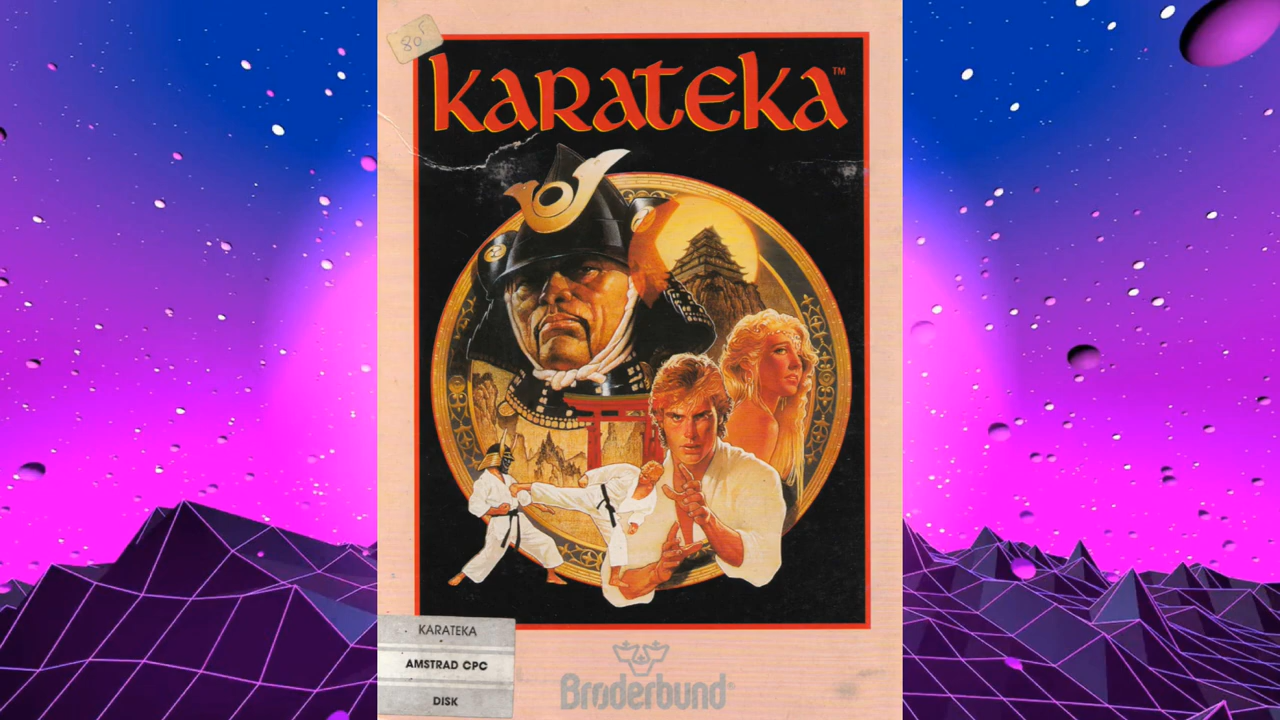 80F
KARATEKA™
KARATEKA
AMSTRAD CPC
DISK
Brøderbund®